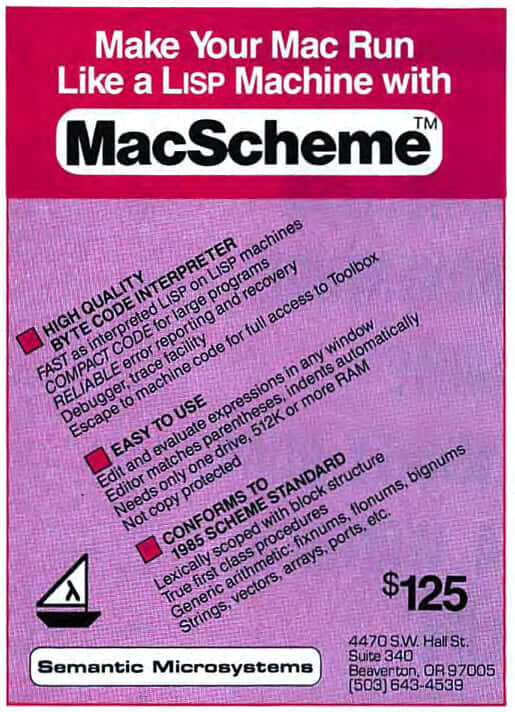 Make Your Mac Run
Like a LISP Machine with
MacScheme™
HIGH QUALITY
BYTE CODE INTERPRETER
FAST as interpreted LISP on LISP machines
COMPACT CODE for large programs
RELIABLE error reporting and recovery
Debugger, trace facility
Escape to machine code for full access to Toolbox
EASY TO USE
Edit and evaluate expressions in any window
Editor matches parentheses, indents automatically
Needs only one drive, 512K or more RAM
Not copy protected
CONFORMS TO
1985 SCHEME STANDARD
Lexically scoped with block structure
True first class procedures
Generic arithmetic: fixnums, flonums, bignums
Strings, vectors, arrays, ports, etc.
λ
$125
Semantic Microsystems
4470 S.W. Hall St.
Suite 340
Beaverton, OR 97005
(503) 643-4539